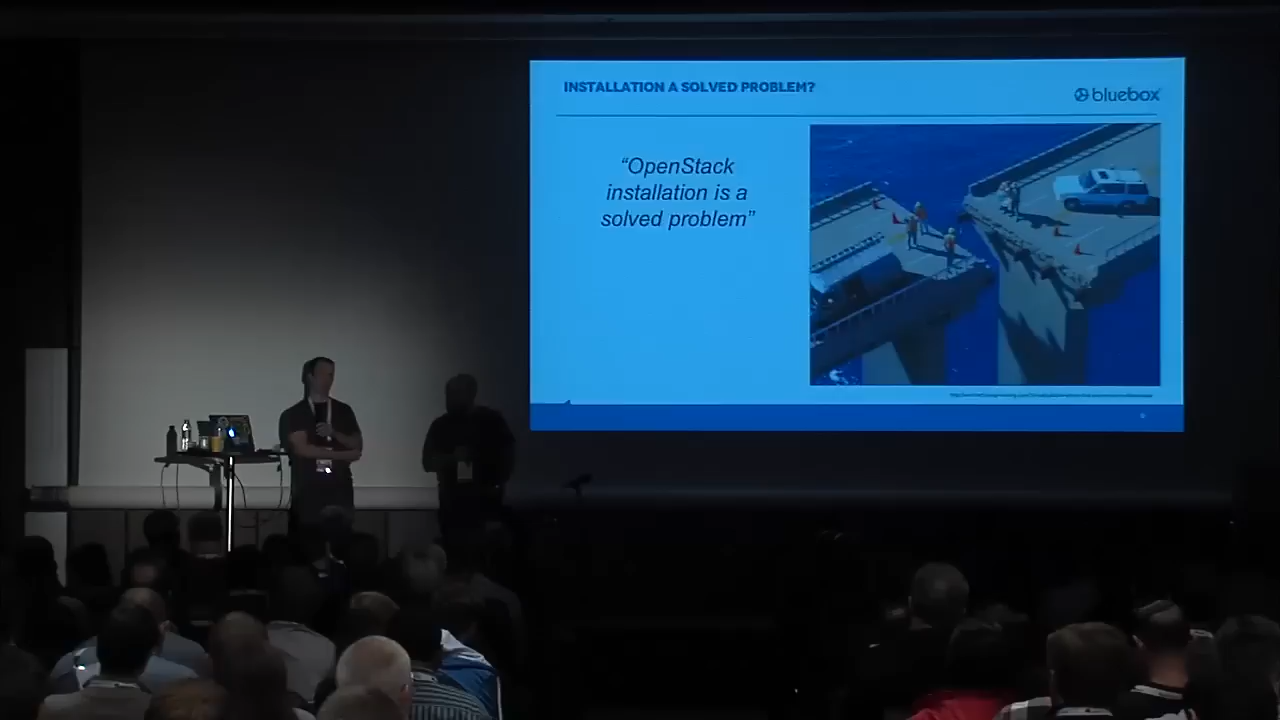 INSTALLATION A SOLVED PROBLEM?
bluebox
“OpenStack
installation is a
solved problem”